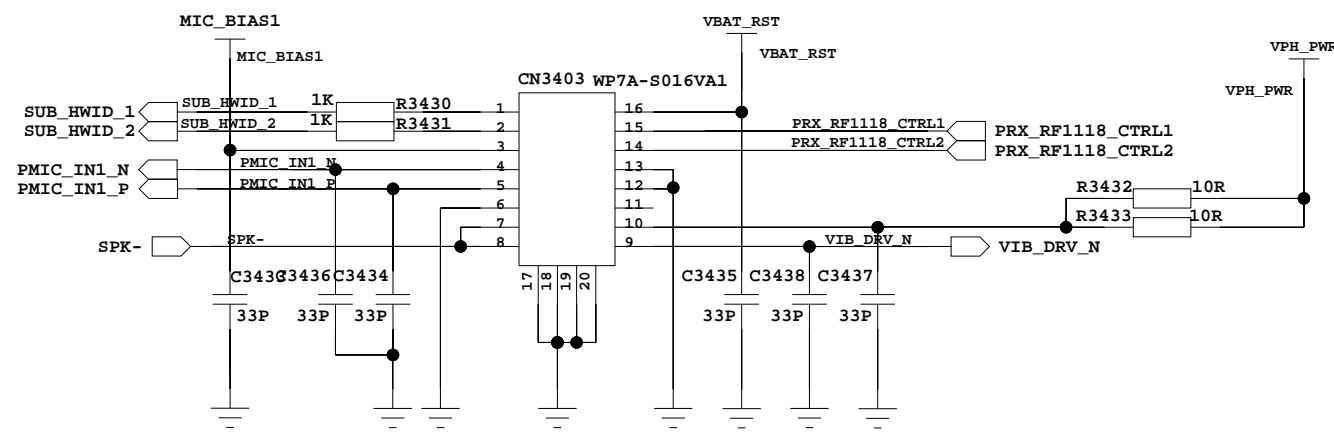 MIC_BIAS1
VBAT_RST
VPH_PWR
MIC_BIAS1
VBAT_RST
VPH_PWR
CN3403 WP7A-S016VA1
SUB_HWID_1 SUB_HWID_1 1K R3430 1 16
SUB_HWID_2 SUB_HWID_2 1K R3431 2 15 PRX_RF1118_CTRL1 PRX_RF1118_CTRL1
3 14 PRX_RF1118_CTRL2 PRX_RF1118_CTRL2
PMIC_IN1_N PMIC_IN1_N 4 13
PMIC_IN1_P PMIC_IN1_P 5 12 R3432 10R
6 11
7 10 R3433 10R
SPK- SPK- 8 9 VIB_DRV_N VIB_DRV_N
17 18 19 20
C3436 C3434 C3435 C3438 C3437
33P 33P 33P 33P 33P 33P